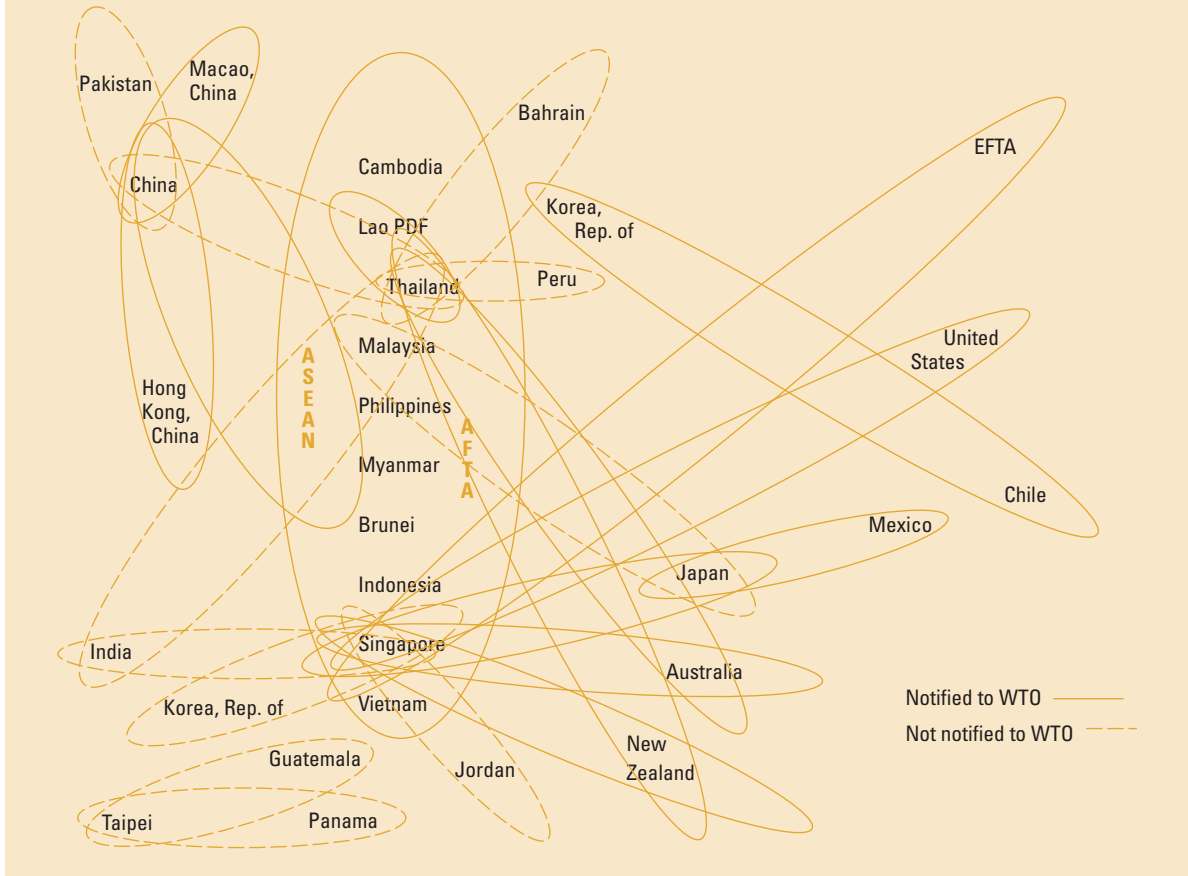 Pakistan
Macao,
China
Bahrain
EFTA
Cambodia
China
Korea,
Rep. of
Lao PDF
Thailand
Peru
Malaysia
United
States
ASEAN
Hong
Kong,
China
Philippines
AFTA
Myanmar
Chile
Brunei
Mexico
Indonesia
Japan
India
Singapore
Australia
Korea, Rep. of
Vietnam
Notified to WTO
Not notified to WTO
Guatemala
Jordan
New
Zealand
Taipei
Panama